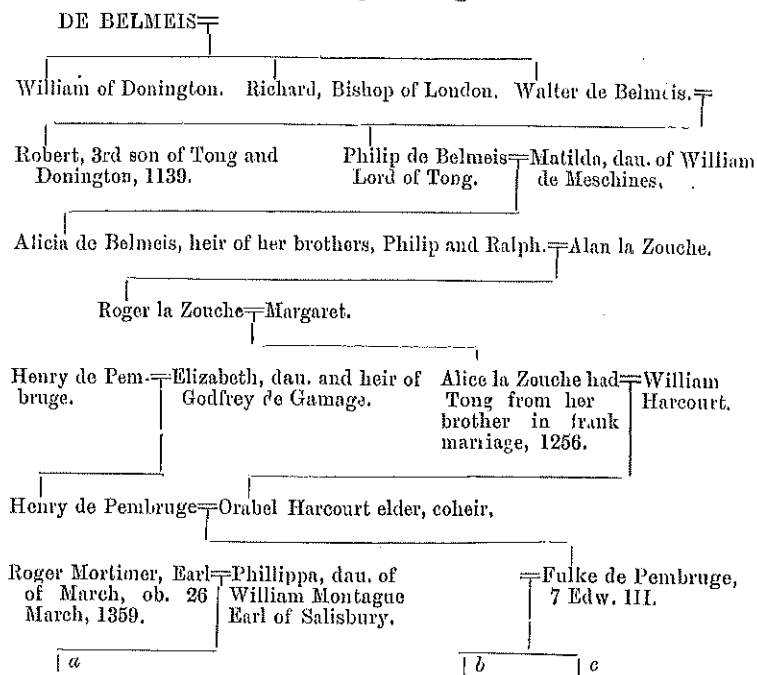 DE BELMEIS
William of Donington. Richard, Bishop of London. Walter de Belmeis.
Robert, 3rd son of Tong and Donington, 1139.
Philip de Belmeis Lord of Tong.
Matilda, dau. of William de Meschines.
Alicia de Belmeis, heir of her brothers, Philip and Ralph. Alan la Zouche.
Roger la Zouche Margaret.
Henry de Pem-
bruge.
Elizabeth, dau. and heir of
Godfrey de Gamage.
Alice la Zouche had
Tong from her
brother in frank
marriage, 1256.
William
Harcourt.
Henry de Pembruge Orabel Harcourt elder, coheir.
Roger Mortimer, Earl
of March, ob. 26
March, 1359.
Phillippa, dau. of
William Montague
Earl of Salisbury.
Fulke de Pembruge,
7 Edw. III.
a
b
c